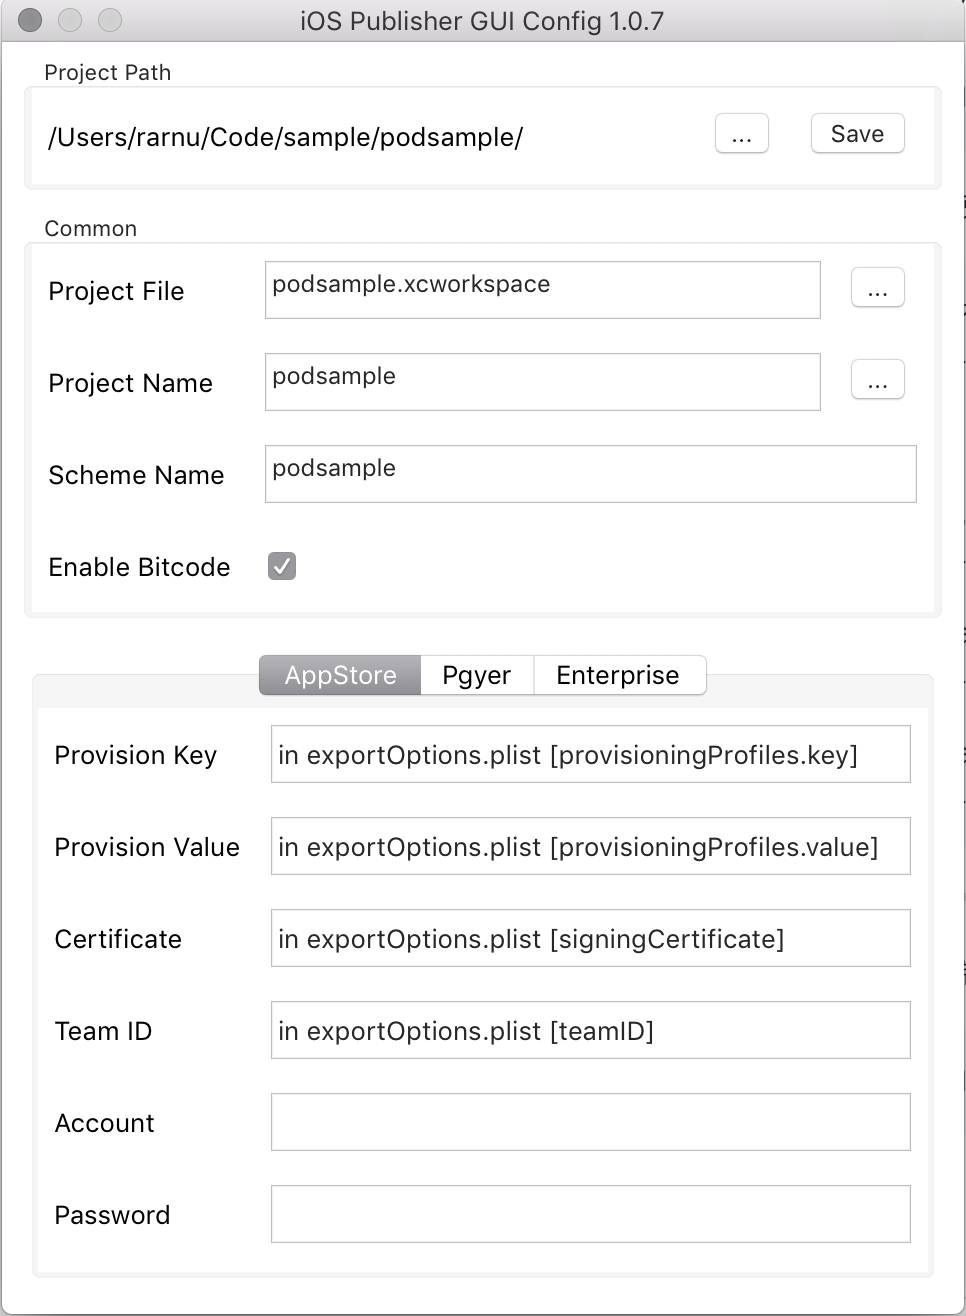 iOS Publisher GUI Config 1.0.7
Project Path
/Users/rarnu/Code/sample/podsample/ ... Save
Common
Project File podsample.xcworkspace ...
Project Name podsample ...
Scheme Name podsample
Enable Bitcode
AppStore Pgyer Enterprise
Provision Key in exportOptions.plist [provisioningProfiles.key]
Provision Value in exportOptions.plist [provisioningProfiles.value]
Certificate in exportOptions.plist [signingCertificate]
Team ID in exportOptions.plist [teamID]
Account
Password